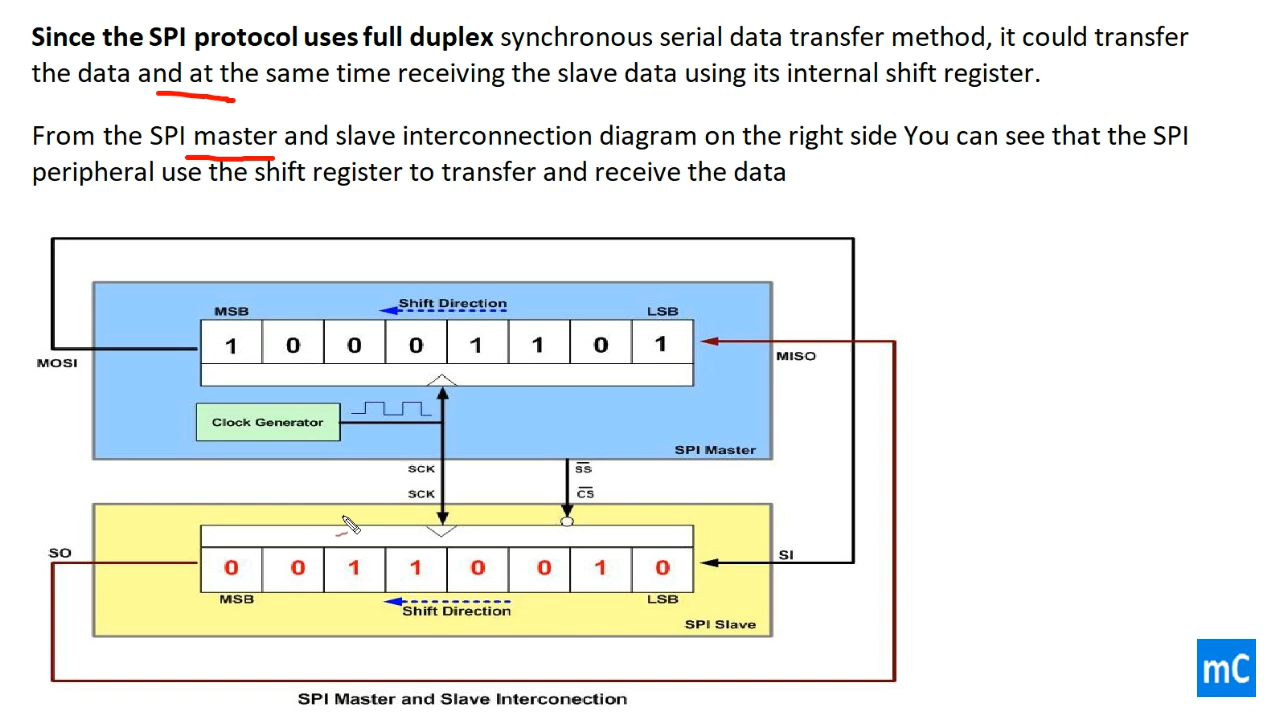 Since the SPI protocol uses full duplex synchronous serial data transfer method, it could transfer
the data and at the same time receiving the slave data using its internal shift register.
From the SPI master and slave interconnection diagram on the right side You can see that the SPI
peripheral use the shift register to transfer and receive the data
MSB
Shift Direction
LSB
1 0 0 0 1 1 0 1
MOSI
MISO
Clock Generator
SPI Master
SCK
SS
SCK
CS
SO
SI
0 0 1 1 0 0 1 0
MSB
Shift Direction
LSB
SPI Slave
SPI Master and Slave Interconection
mC